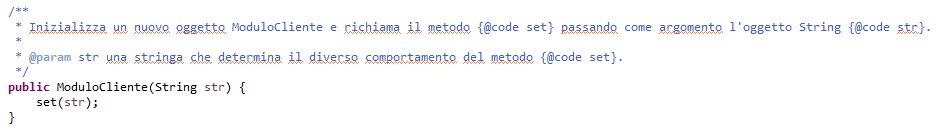 /**
 * Inizializza un nuovo oggetto ModuloCliente e richiama il metodo {@code set} passando come argomento l'oggetto String {@code str}.
 *
 * @param str una stringa che determina il diverso comportamento del metodo {@code set}.
 */
public ModuloCliente(String str) {
    set(str);
}